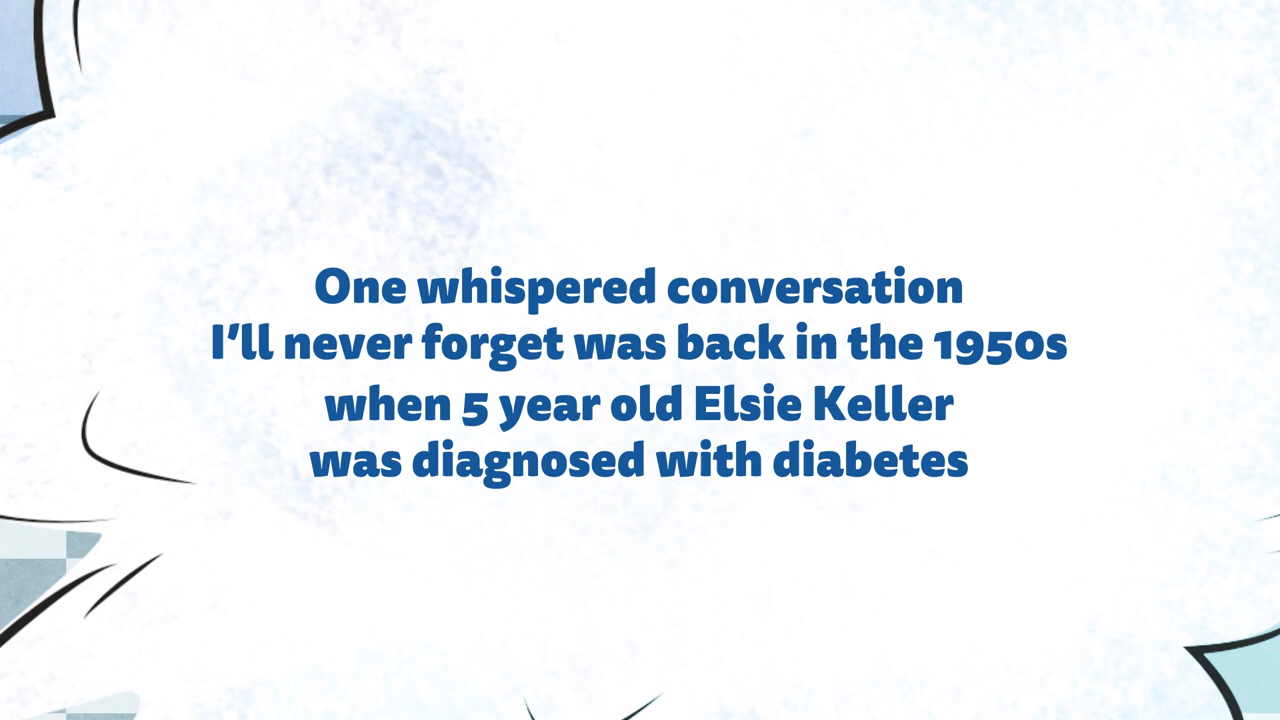 One whispered conversation
I'll never forget was back in the 1950s
when 5 year old Elsie Keller
was diagnosed with diabetes